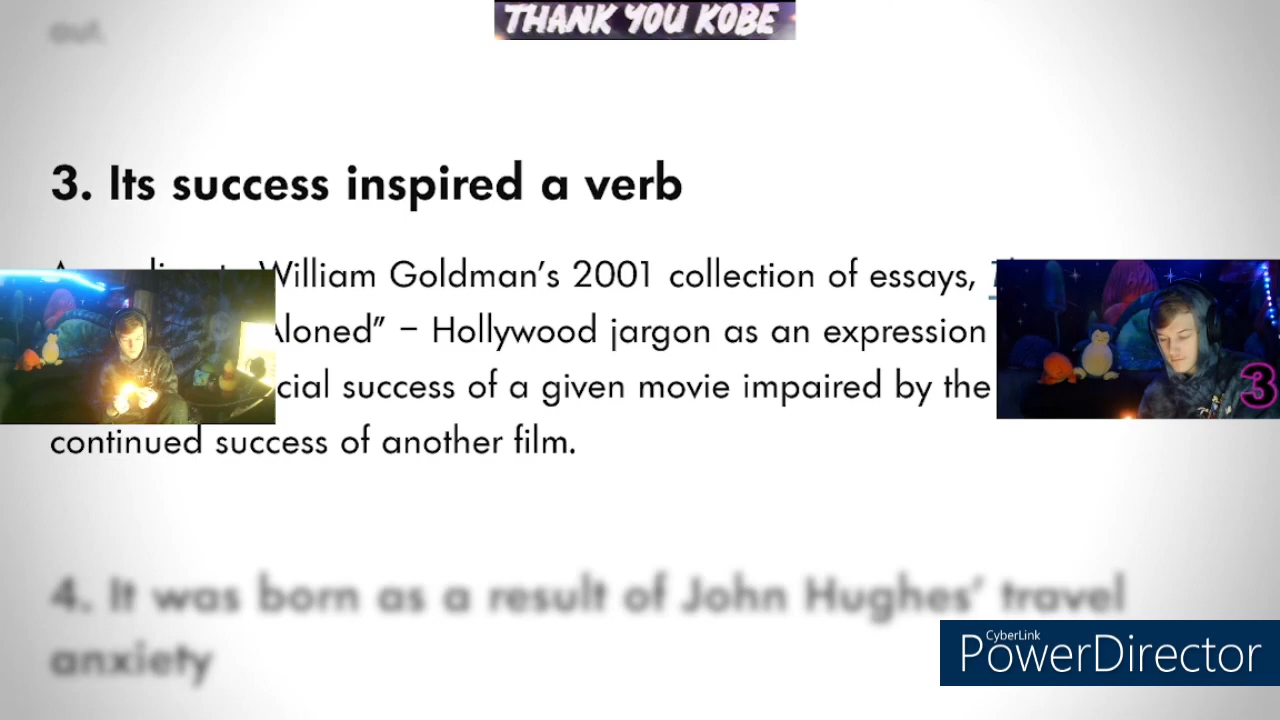 THANK YOU KOBE
out.
3. Its success inspired a verb
William Goldman's 2001 collection of essays,
Aloned" – Hollywood jargon as an expression
success of a given movie impaired by the
continued success of another film.
3
4. It was born as a result of John Hughes' travel
anxiety
CyberLink
PowerDirector